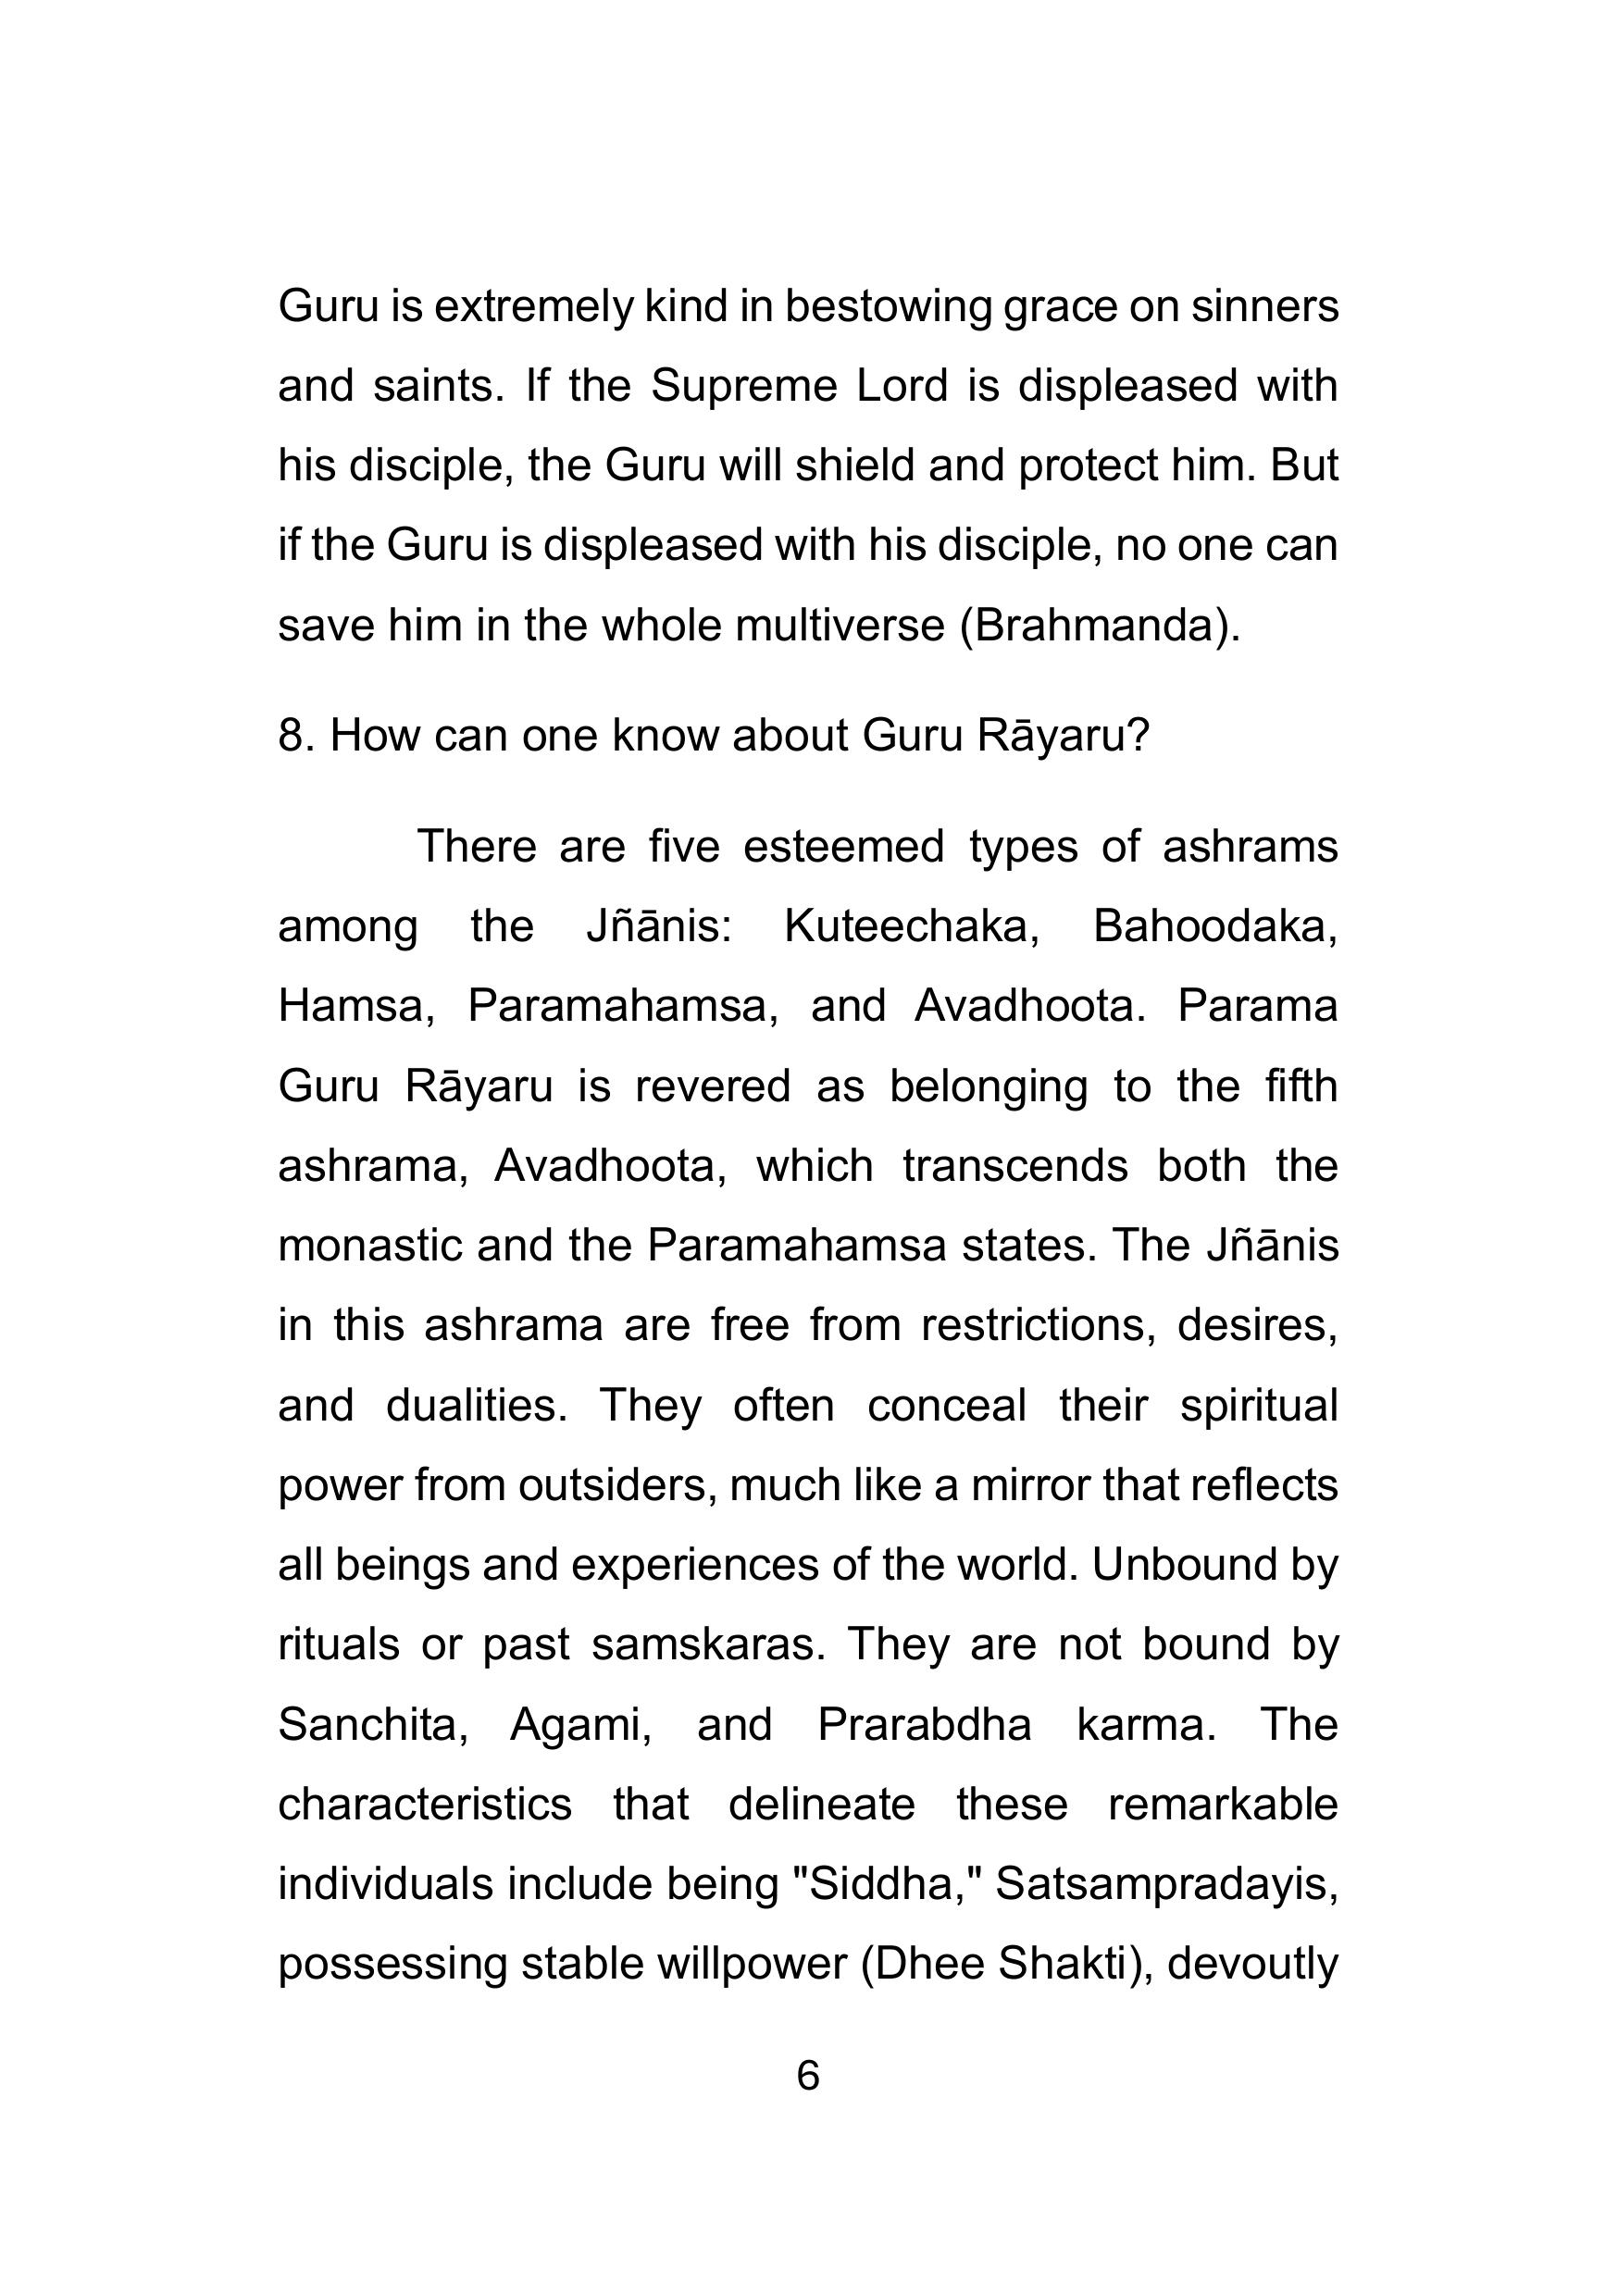 Guru is extremely kind in bestowing grace on sinners
and saints. If the Supreme Lord is displeased with
his disciple, the Guru will shield and protect him. But
if the Guru is displeased with his disciple, no one can
save him in the whole multiverse (Brahmanda).
8. How can one know about Guru Rāyaru?
There are five esteemed types of ashrams
among the Jñānis: Kuteechaka, Bahoodaka,
Hamsa, Paramahamsa, and Avadhoota. Parama
Guru Rāyaru is revered as belonging to the fifth
ashrama, Avadhoota, which transcends both the
monastic and the Paramahamsa states. The Jñānis
in this ashrama are free from restrictions, desires,
and dualities. They often conceal their spiritual
power from outsiders, much like a mirror that reflects
all beings and experiences of the world. Unbound by
rituals or past samskaras. They are not bound by
Sanchita, Agami, and Prarabdha karma. The
characteristics that delineate these remarkable
individuals include being "Siddha," Satsampradayis,
possessing stable willpower (Dhee Shakti), devoutly
6